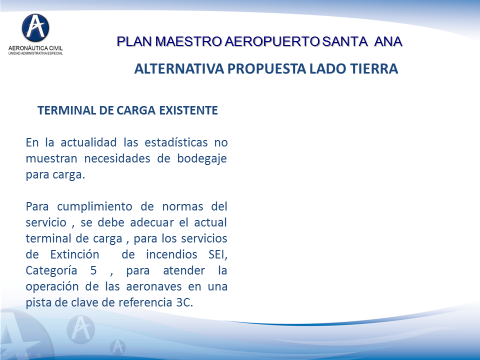 AERONÁUTICA CIVIL
UNIDAD ADMINISTRATIVA ESPECIAL
PLAN MAESTRO AEROPUERTO SANTA ANA
ALTERNATIVA PROPUESTA LADO TIERRA
TERMINAL DE CARGA EXISTENTE
En la actualidad las estadísticas no
muestran necesidades de bodegaje
para carga.
Para cumplimiento de normas del
servicio , se debe adecuar el actual
terminal de carga , para los servicios
de Extinción de incendios SEI,
Categoría 5 , para atender la
operación de las aeronaves en una
pista de clave de referencia 3C.